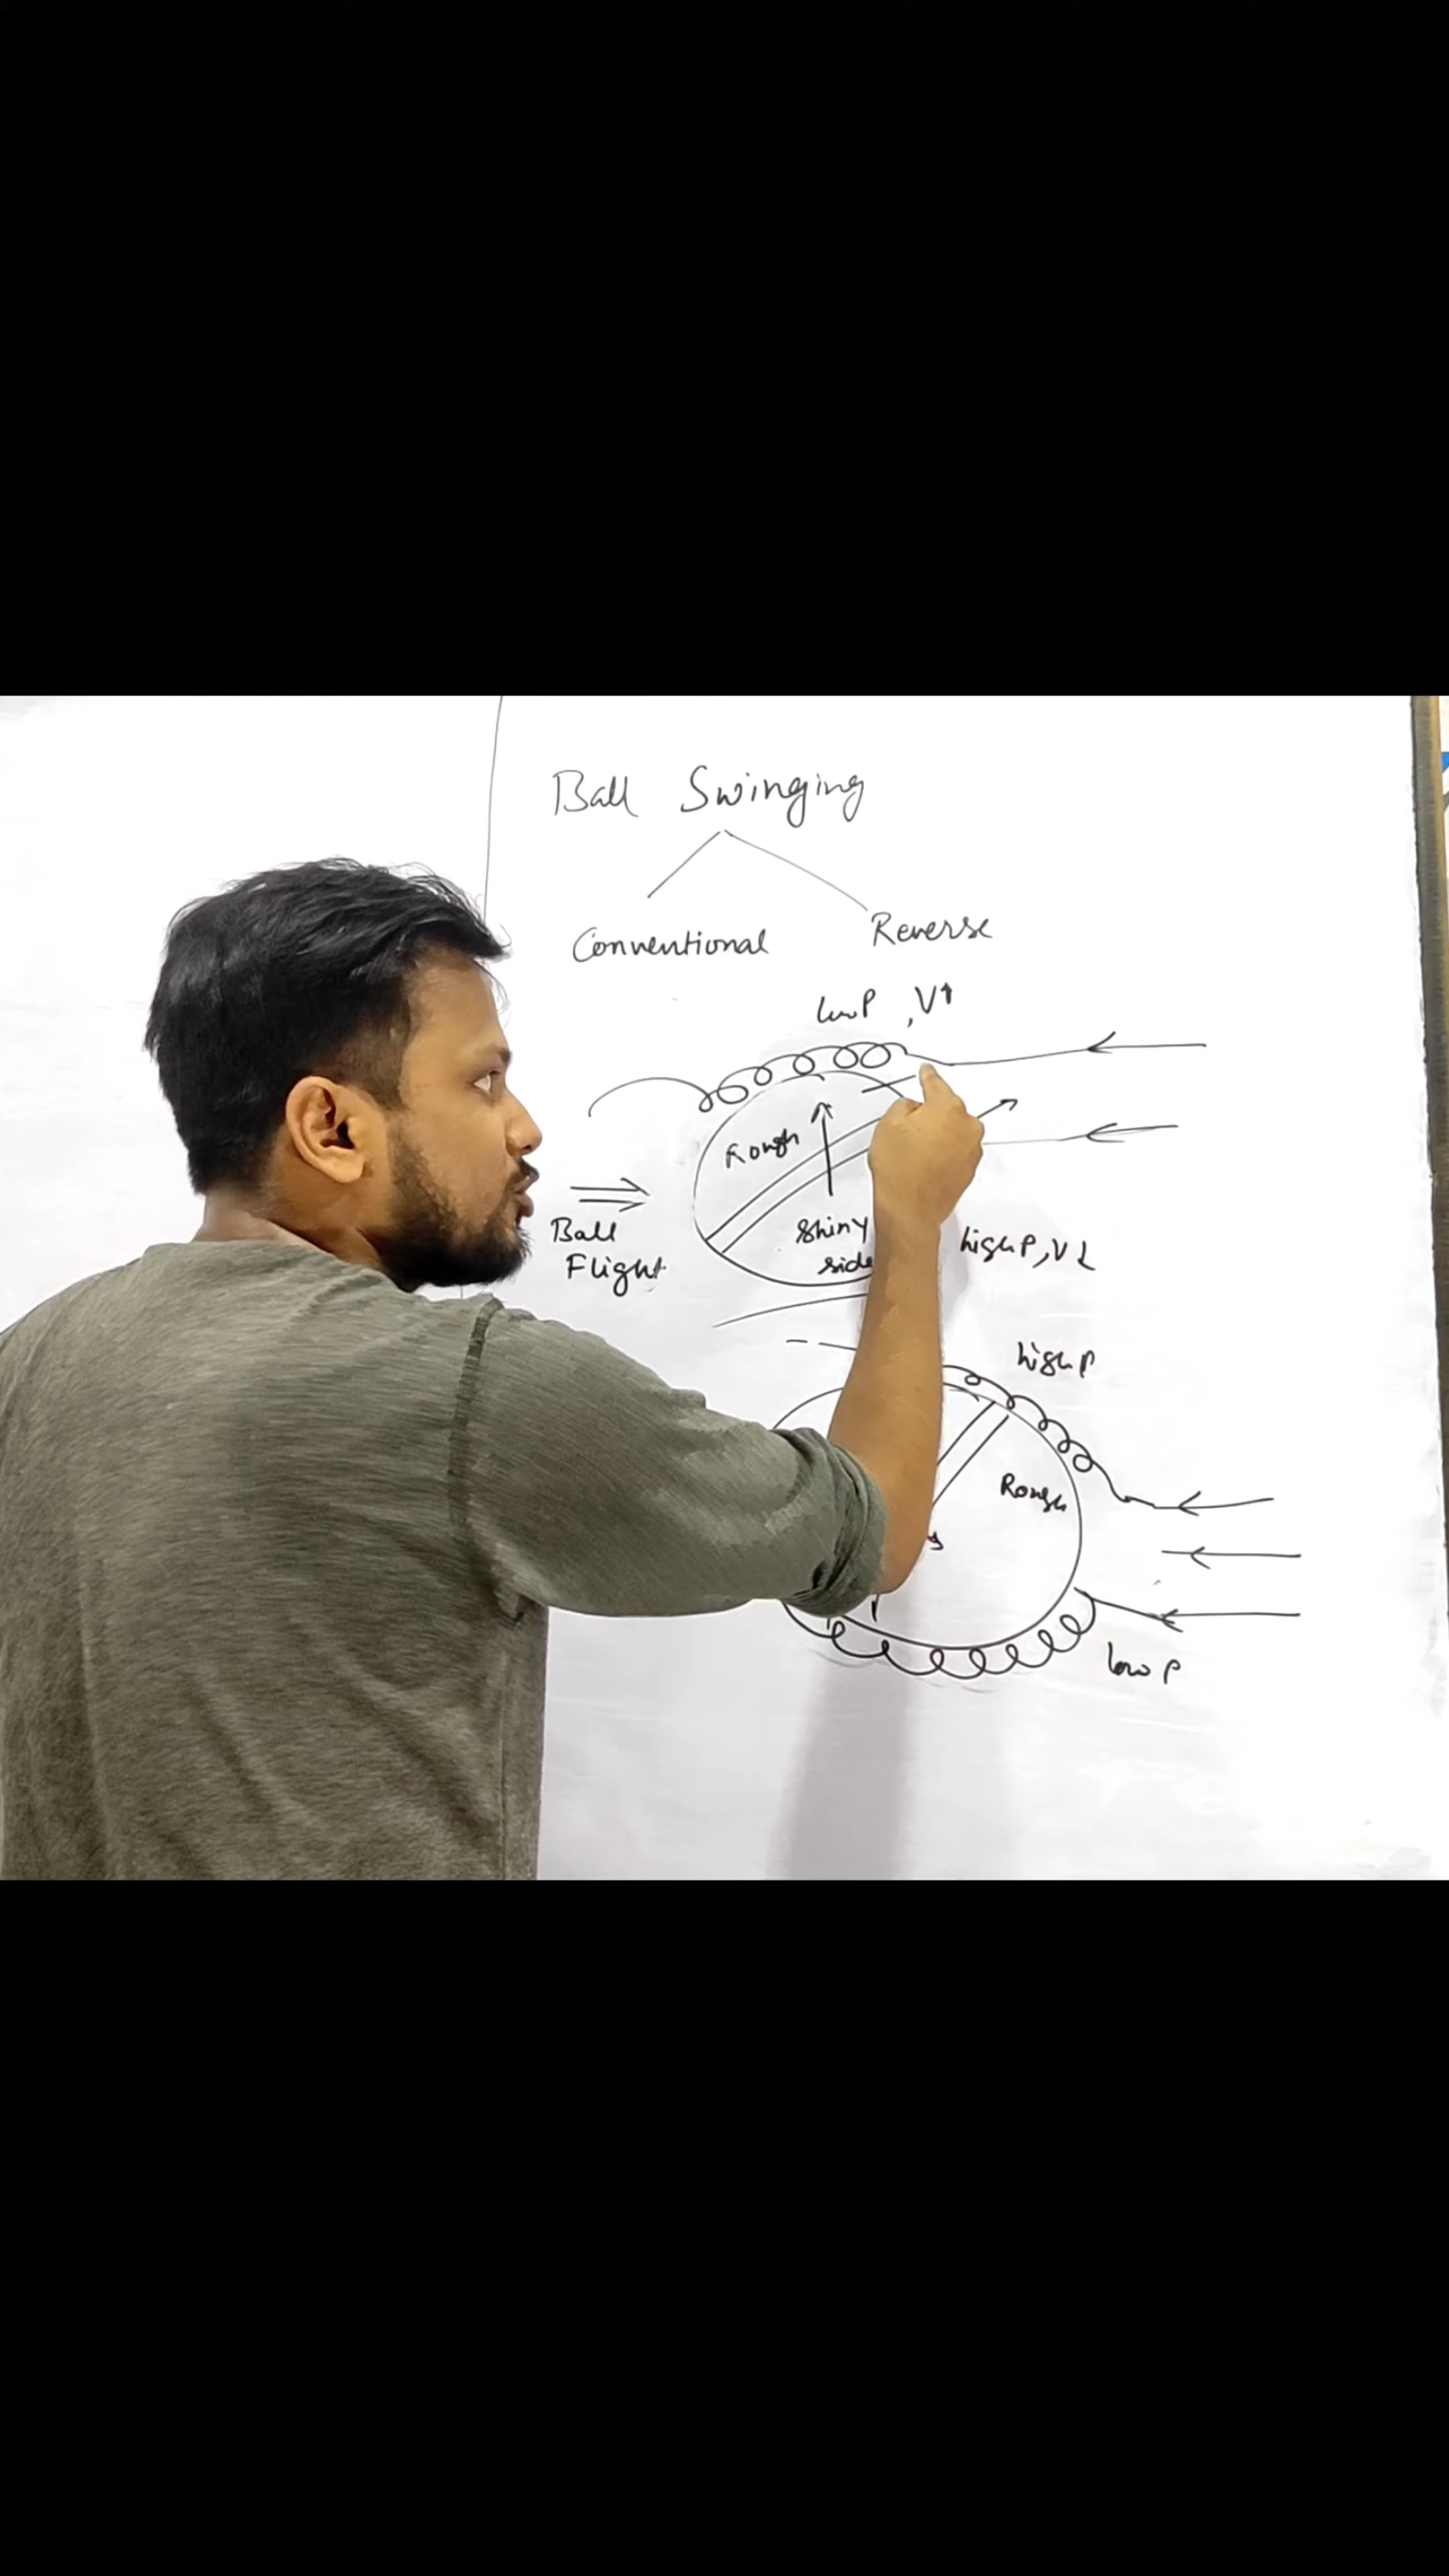 Ball Swinging
Conventional
Reverse
low P, V↑
Rough
Shiny
side
Ball
Flight
high P, V↓
high P
Rough
low P